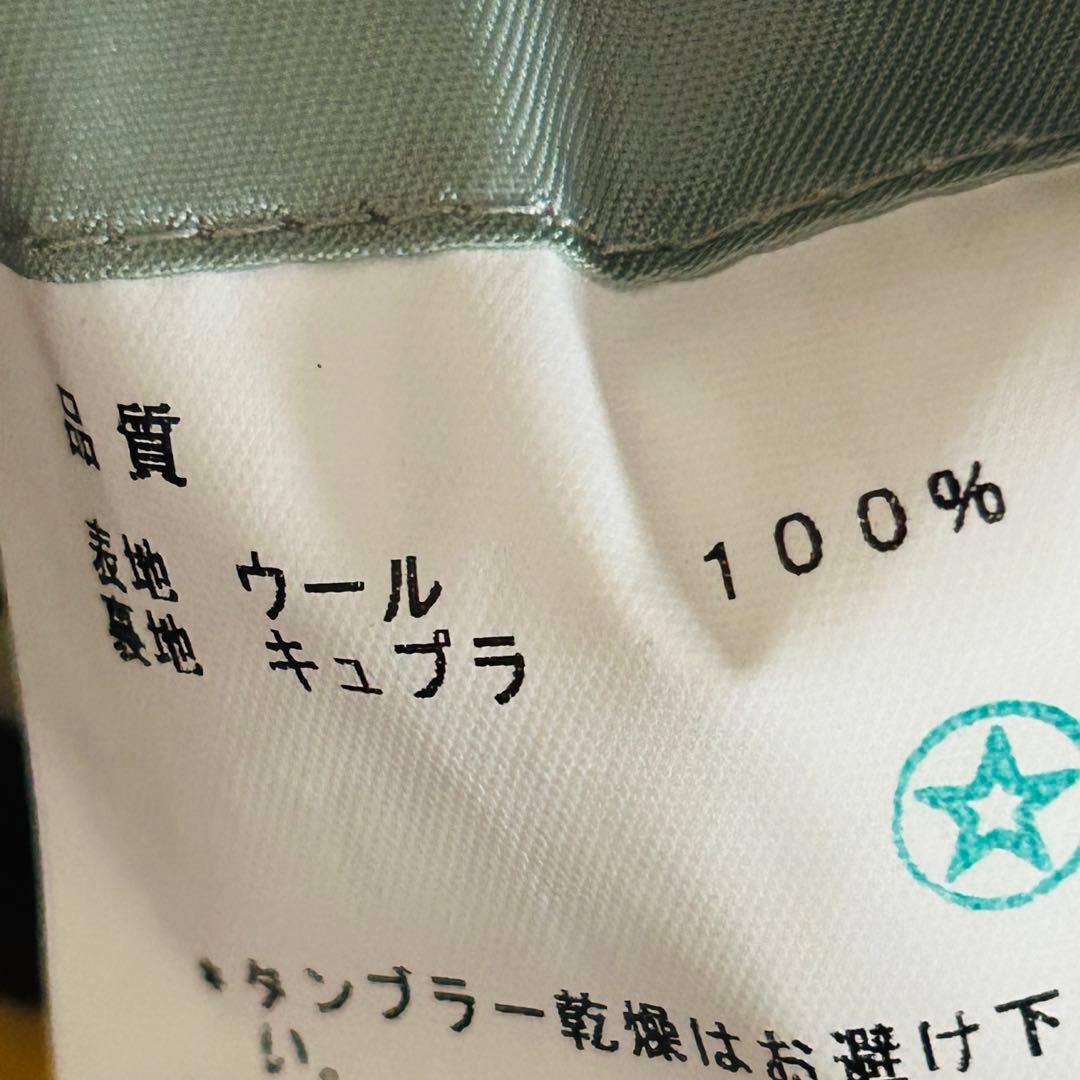 品質
表地 ウール 100%
裏地 キュプラ
・タンブラー乾燥はお避け下
い。